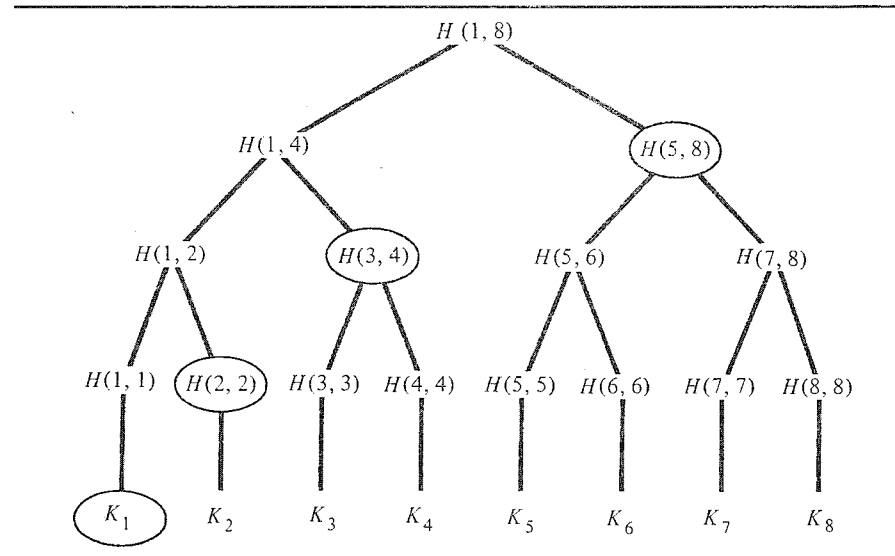 H (1, 8)
H(1, 4) H(5, 8)
H(1, 2) H(3, 4) H(5, 6) H(7, 8)
H(1, 1) H(2, 2) H(3, 3) H(4, 4) H(5, 5) H(6, 6) H(7, 7) H(8, 8)
K₁ K₂ K₃ K₄ K₅ K₆ K₇ K₈